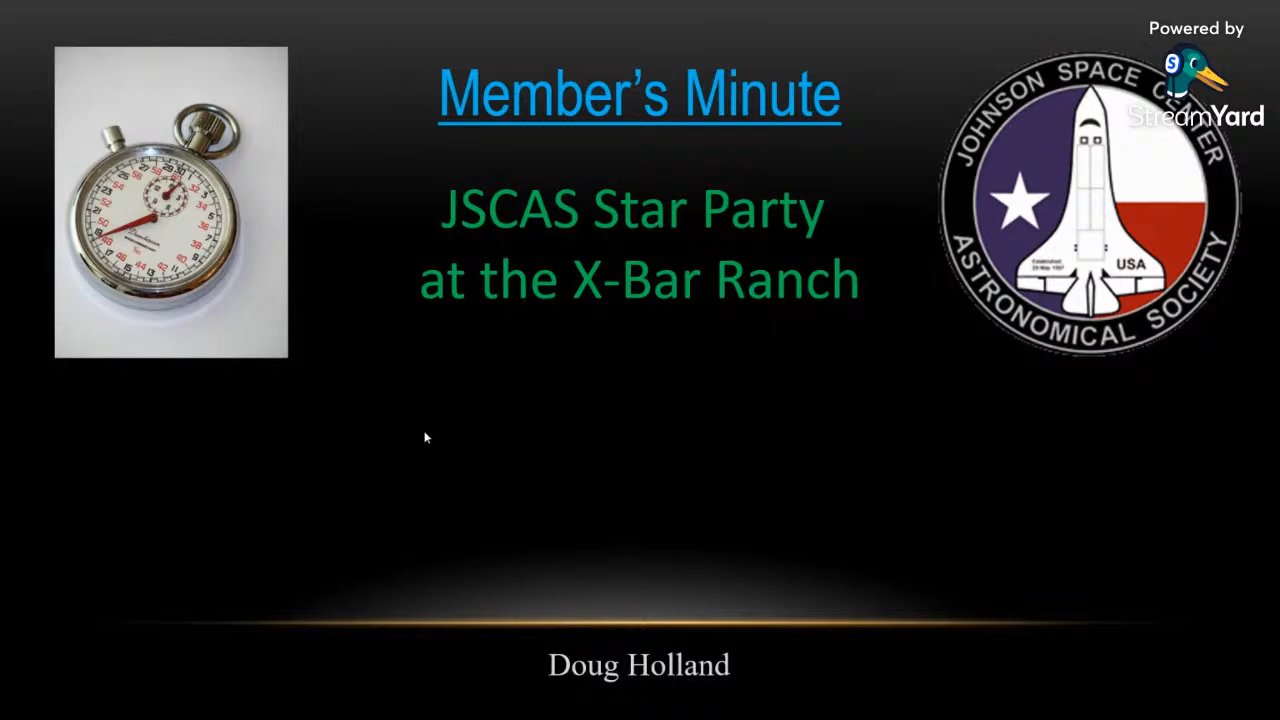 Powered by
StreamYard
Member's Minute
JSCAS Star Party
at the X-Bar Ranch
JOHNSON SPACE CENTER
ASTRONOMICAL SOCIETY
USA
Doug Holland